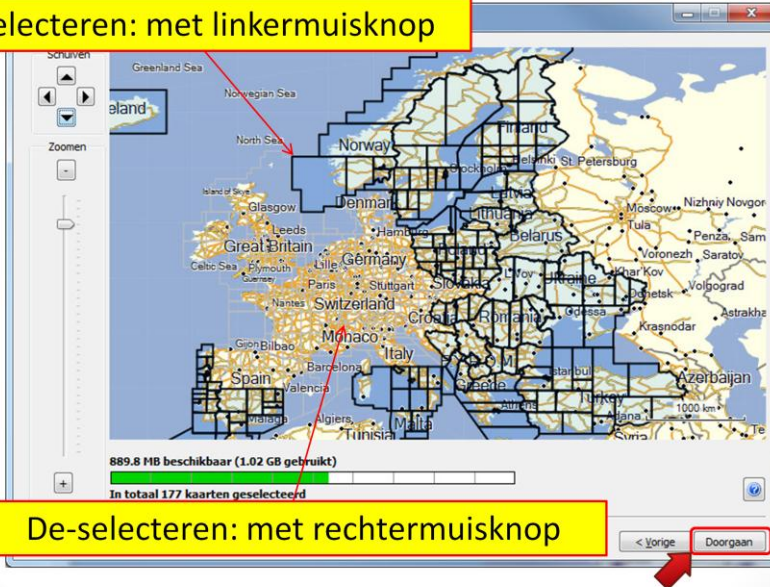 electeren: met linkermuisknop
Schuiven
Zoomen
-
+
Greenland Sea
Norwegian Sea
eland
North Sea
Norway
Finland
Helsinki St. Petersburg
Stockholm
Island of Skye
Glasgow
Denmar
Latvia
Lithuania
Moscow
Nizhniy Novgor
Tula
Leeds
Hamburg
Great Britain
Belarus
Penza
Sam
Voronezh
Saratov
Celtic Sea
Plymouth
Guernsey
Lille
Germany
Poland
L'vov
Ukraine
Khar'Kov
Volgograd
Paris
Stuttgart
Slovakia
Donetsk
Nantes
Switzerland
Croatia
Romania
Odessa
Astrakha
Krasnodar
Monaco
Gijon
Bilbao
Italy
Barcelona
Spain
Valencia
Greece
Istanbul
Azerbaijan
Athens
Turkey
Adana
1000 km
Malaga
Algiers
Malta
Tunisia
Syria
Te
889.8 MB beschikbaar (1.02 GB gebruikt)
In totaal 177 kaarten geselecteerd
De-selecteren: met rechtermuisknop
< Vorige
Doorgaan